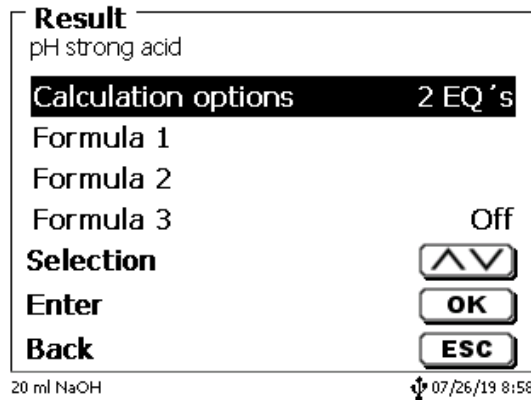 Result
pH strong acid
Calculation options 2 EQ´s
Formula 1
Formula 2
Formula 3 Off
Selection
Enter OK
Back ESC
20 ml NaOH 07/26/19 8:58